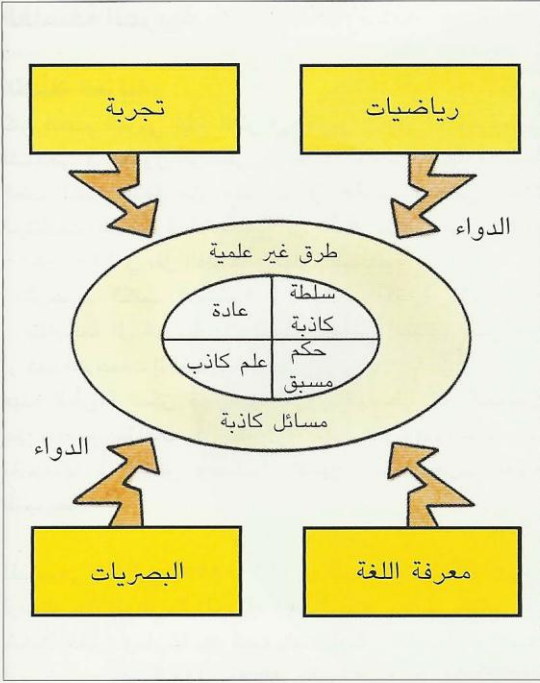 رياضيات
تجربة
الدواء
طرق غير علمية
سلطة
كاذبة
عادة
حكم
مسبق
علم كاذب
مسائل كاذبة
الدواء
معرفة اللغة
البصريات